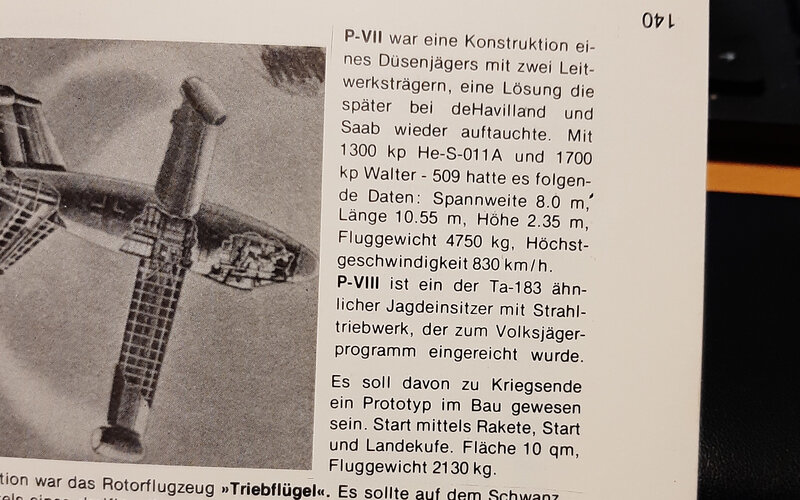 140
P-VII war eine Konstruktion ei-
nes Düsenjägers mit zwei Leit-
werksträgern, eine Lösung die
später bei deHavilland und
Saab wieder auftauchte. Mit
1300 kp He-S-011A und 1700
kp Walter - 509 hatte es folgen-
de Daten: Spannweite 8.0 m,
Länge 10.55 m, Höhe 2.35 m,
Fluggewicht 4750 kg, Höchst-
geschwindigkeit 830 km/h.
P-VIII ist ein der Ta-183 ähn-
licher Jagdeinsitzer mit Strahl-
triebwerk, der zum Volksjäger-
programm eingereicht wurde.
Es soll davon zu Kriegsende
ein Prototyp im Bau gewesen
sein. Start mittels Rakete, Start
und Landekufe. Fläche 10 qm,
Fluggewicht 2130 kg.
tion war das Rotorflugzeug »Triebflügel«. Es sollte auf dem Schwanz